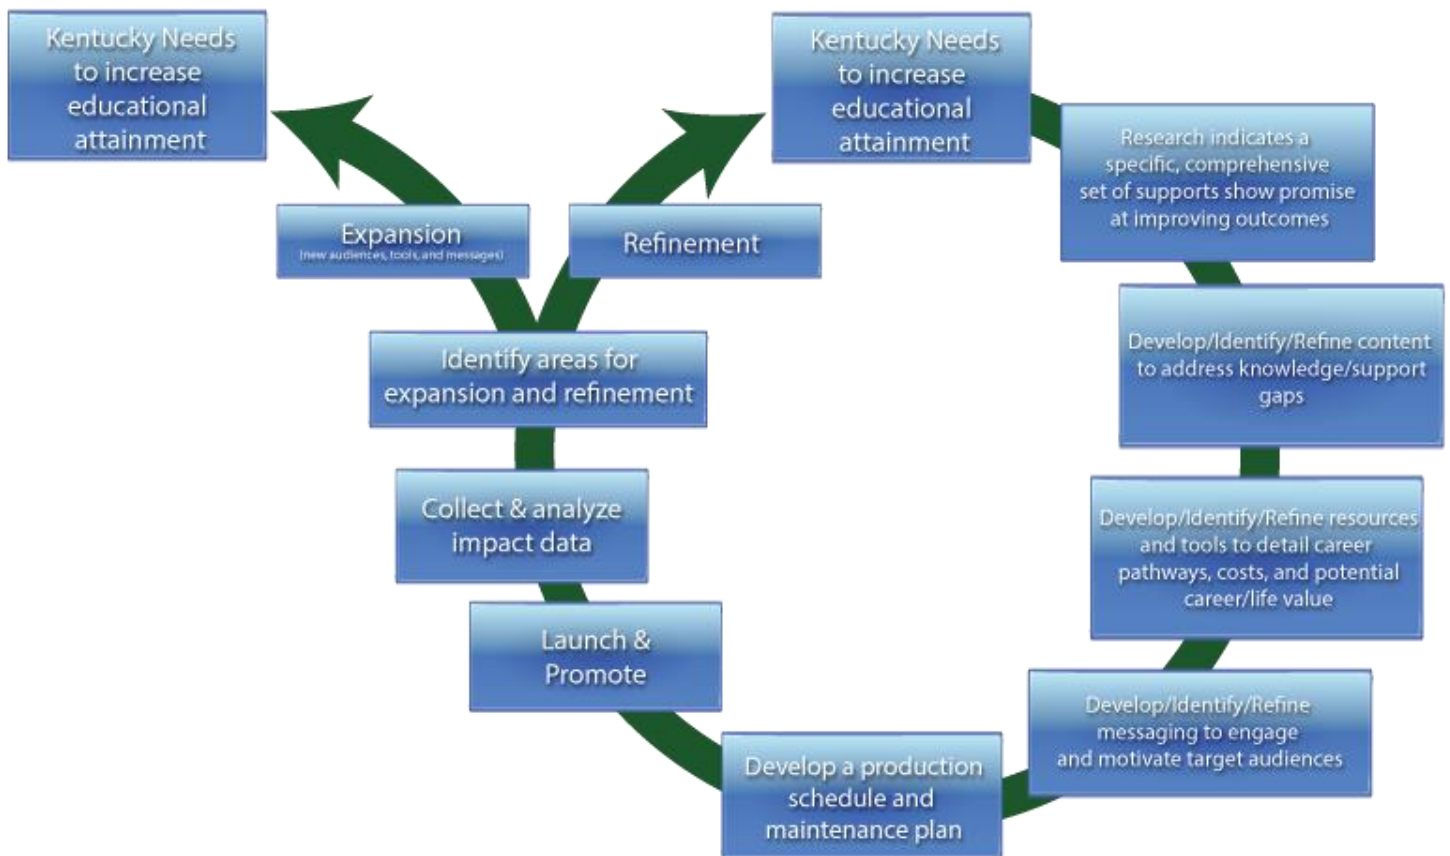 Kentucky Needs
to increase
educational
attainment
Kentucky Needs
to increase
educational
attainment
Research indicates a
specific, comprehensive
set of supports show promise
at improving outcomes
Expansion
(new audiences, tools, and messages)
Refinement
Develop/Identify/Refine content
to address knowledge/support
gaps
Identify areas for
expansion and refinement
Collect & analyze
impact data
Develop/Identify/Refine resources
and tools to detail career
pathways, costs, and potential
career/life value
Launch &
Promote
Develop/Identify/Refine
messaging to engage
and motivate target audiences
Develop a production
schedule and
maintenance plan